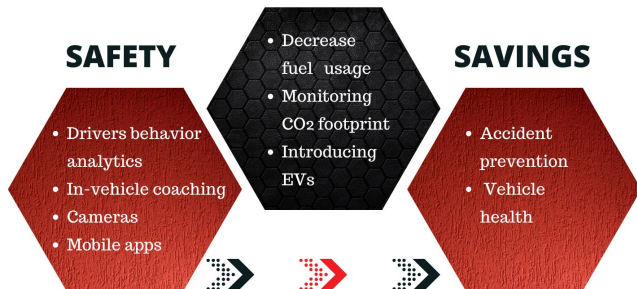 SAFETY
Drivers behavior
analytics
In-vehicle coaching
Cameras
Mobile apps
Decrease
fuel usage
Monitoring
CO2 footprint
Introducing
EVs
SAVINGS
Accident
prevention
Vehicle
health